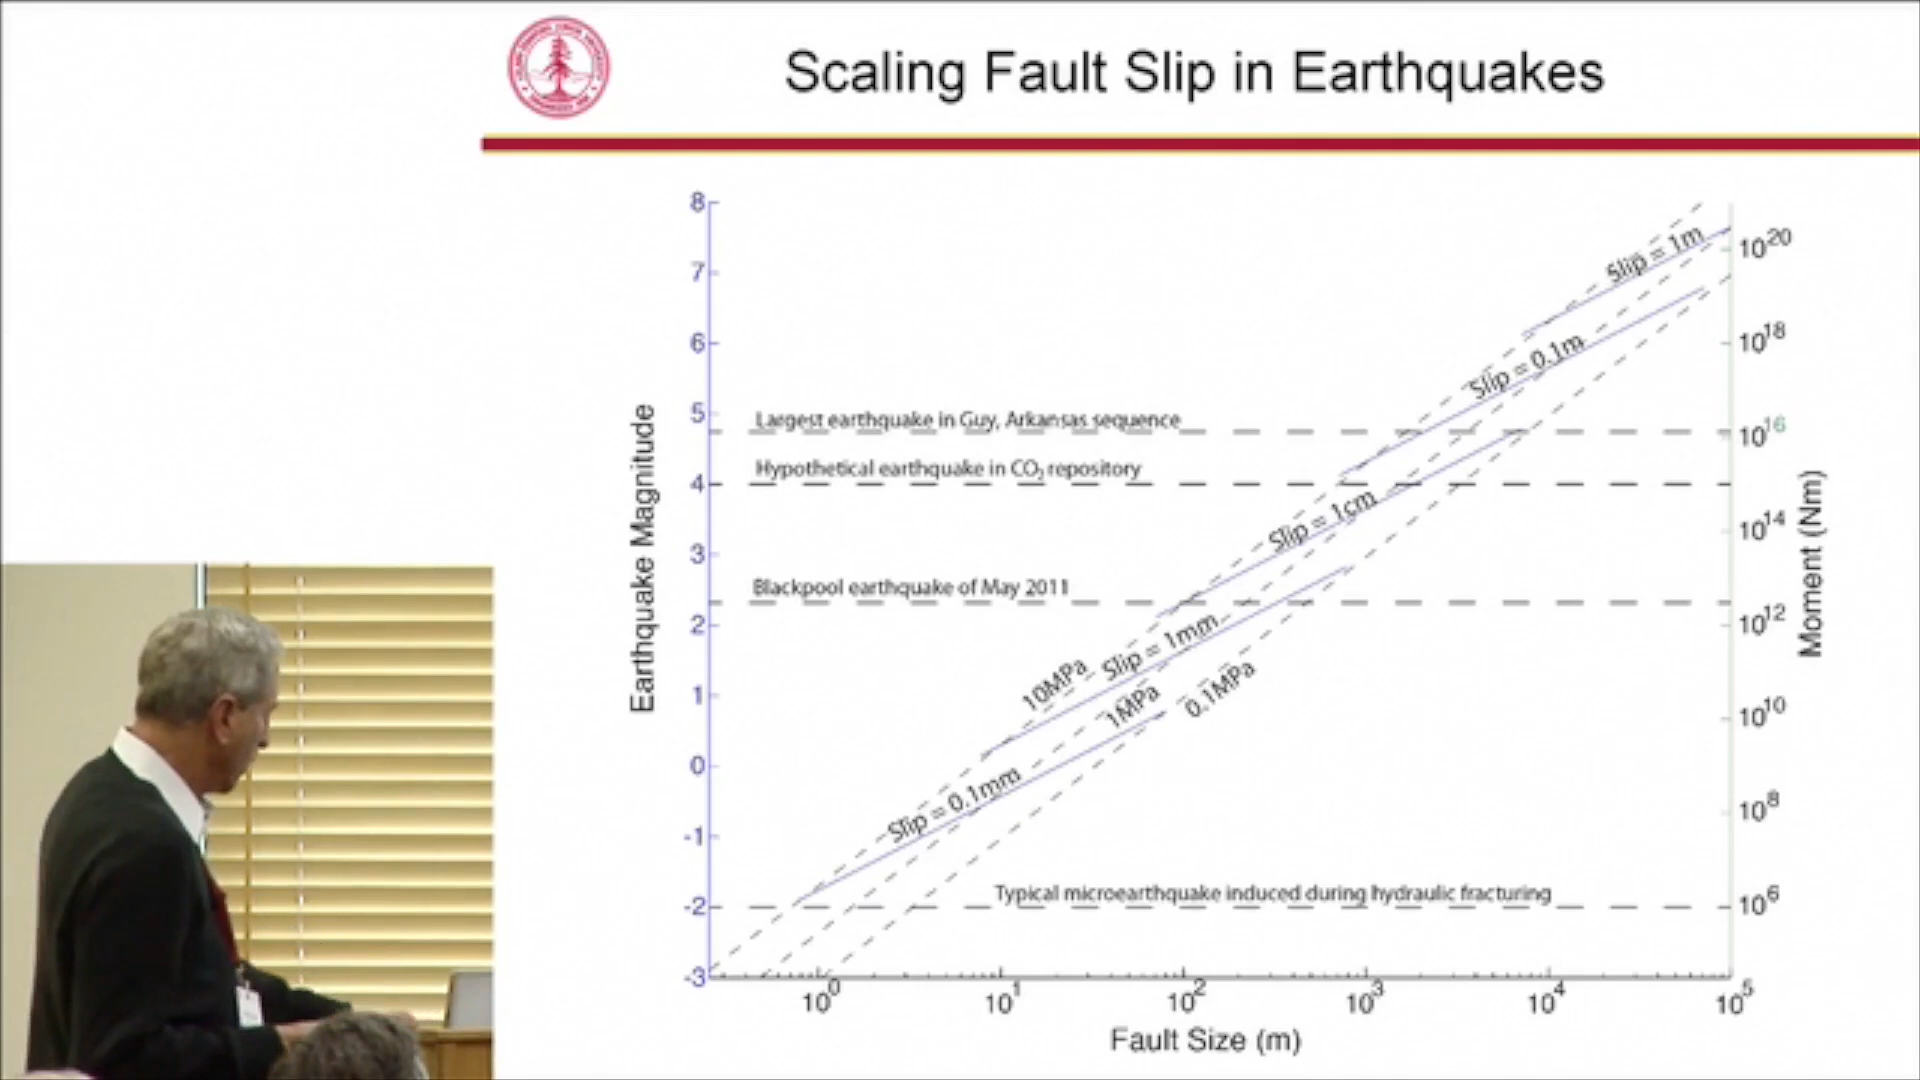 Scaling Fault Slip in Earthquakes
8
7
6
5
4
3
2
1
0
-1
-2
-3
Earthquake Magnitude
Largest earthquake in Guy, Arkansas sequence
Hypothetical earthquake in CO₂ repository
Blackpool earthquake of May 2011
Typical microearthquake induced during hydraulic fracturing
Slip = 1m
Slip = 0.1m
Slip = 1cm
Slip = 1mm
Slip = 0.1mm
10MPa
1MPa
0.1MPa
10²⁰
10¹⁸
10¹⁶
10¹⁴
10¹²
10¹⁰
10⁸
10⁶
Moment (Nm)
10⁰
10¹
10²
10³
10⁴
10⁵
Fault Size (m)